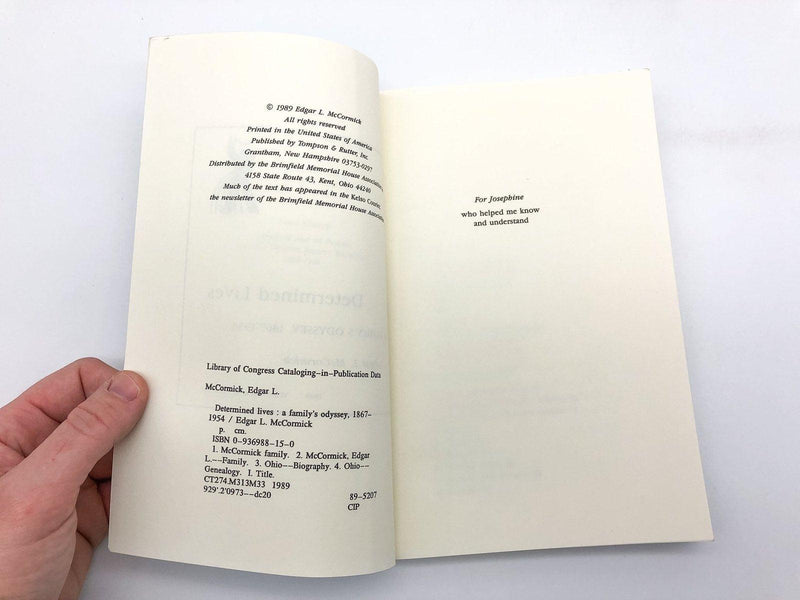 © 1989 Edgar L. McCormick
All rights reserved
Printed in the United States of America
Published by Tompson & Rutter, Inc.
Grantham, New Hampshire 03753-0297
Distributed by the Brimfield Memorial House
4158 State Route 43, Kent, Ohio 44240
Much of the text has appeared in the Kelso
the newsletter of the Brimfield Memorial House
Library of Congress Cataloging--in--Publication Data
McCormick, Edgar L.
Determined lives : a family's odyssey, 1867–
1954 / Edgar L. McCormick
p. cm.
ISBN 0-936988-15-0
1. McCormick family. 2. McCormick, Edgar
L.--Family. 3. Ohio--Biography. 4. Ohio--
Genealogy. I. Title.
CT274.M313M33 1989
929'.2'0973--dc20 89-5207
CIP
For Josephine
who helped me know
and understand